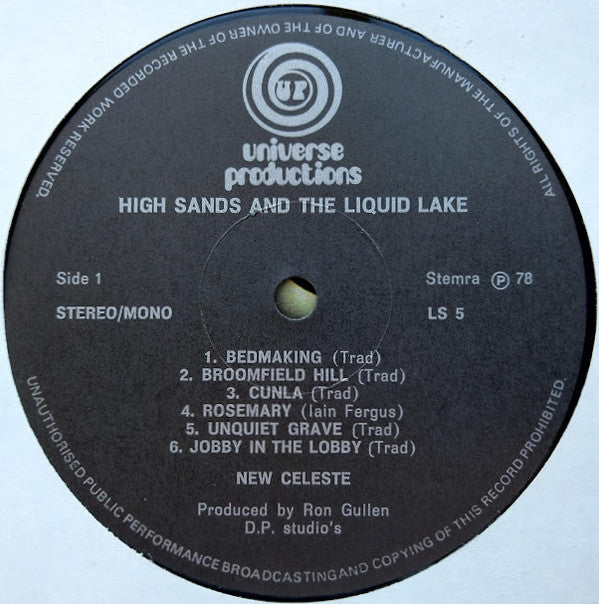 ALL RIGHTS OF THE MANUFACTURER AND OF THE OWNER OF THE RECORDED WORK RESERVED.
UP
universe
productions
HIGH SANDS AND THE LIQUID LAKE
Side 1
Stemra Ⓟ 78
STEREO/MONO
LS 5
1. BEDMAKING (Trad)
2. BROOMFIELD HILL (Trad)
3. CUNLA (Trad)
4. ROSEMARY (Iain Fergus)
5. UNQUIET GRAVE (Trad)
6. JOBBY IN THE LOBBY (Trad)
NEW CELESTE
Produced by Ron Gullen
D.P. studio's
UNAUTHORISED PUBLIC PERFORMANCE BROADCASTING AND COPYING OF THIS RECORD PROHIBITED.